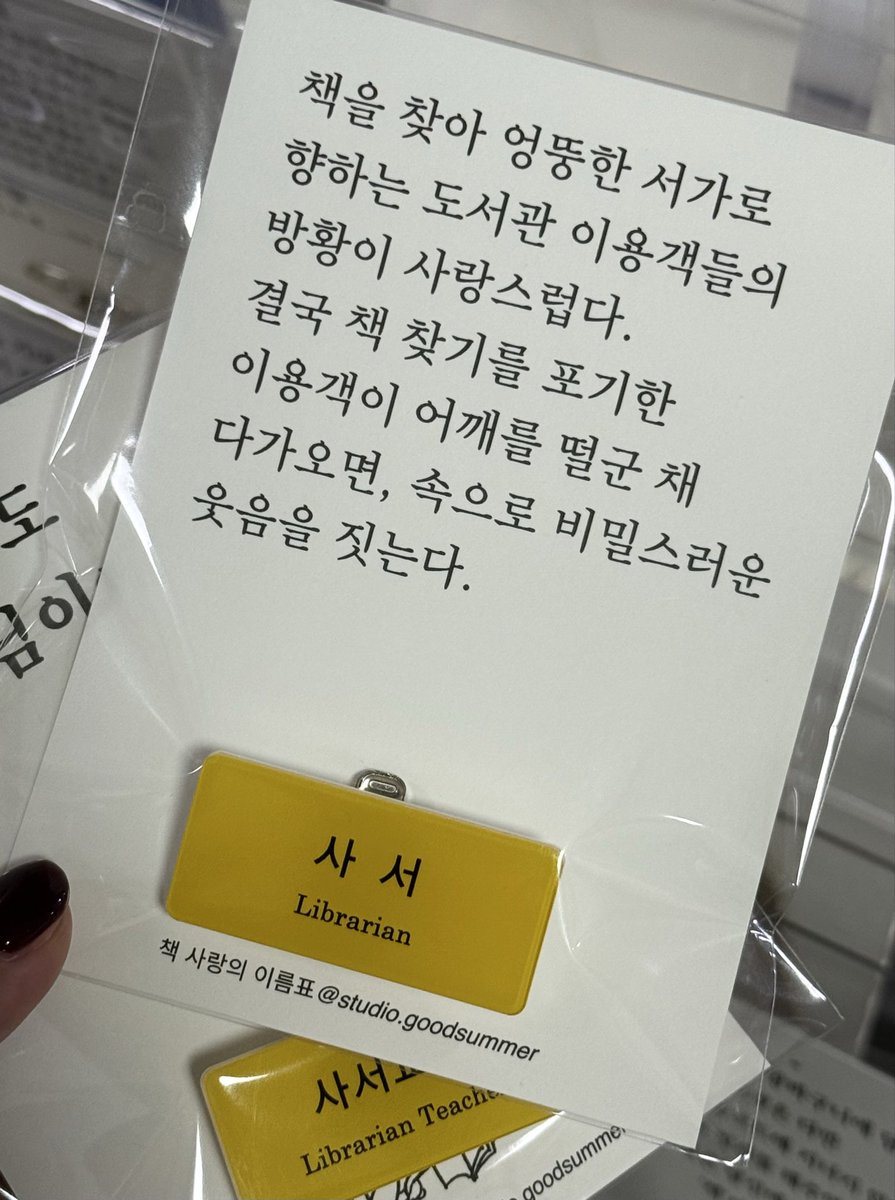 책을 찾아 엉뚱한 서가로
향하는 도서관 이용객들의
방황이 사랑스럽다.
결국 책 찾기를 포기한
이용객이 어깨를 떨군 채
다가오면, 속으로 비밀스러운
웃음을 짓는다.
사 서
Librarian
책 사랑의 이름표 @studio.goodsummer
도
사서
Librarian Teacher
goodsummer